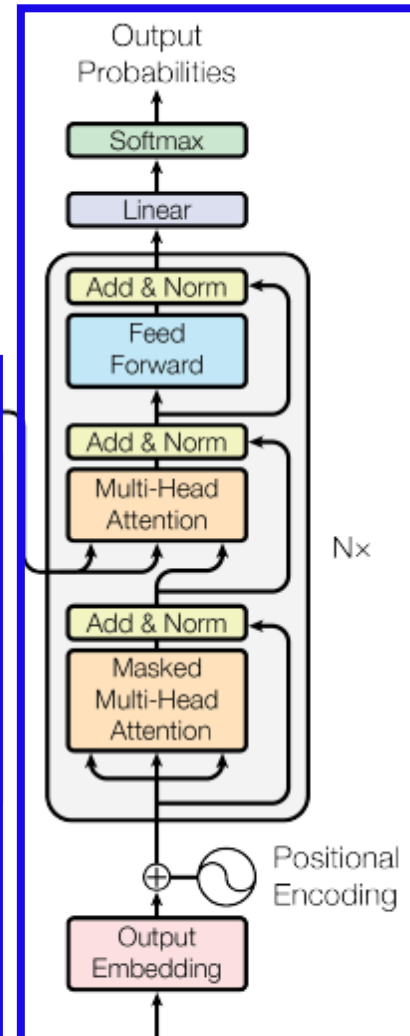 Output
Probabilities
Softmax
Linear
Add & Norm
Feed
Forward
Add & Norm
Multi-Head
Attention
N×
Add & Norm
Masked
Multi-Head
Attention
Positional
Encoding
Output
Embedding